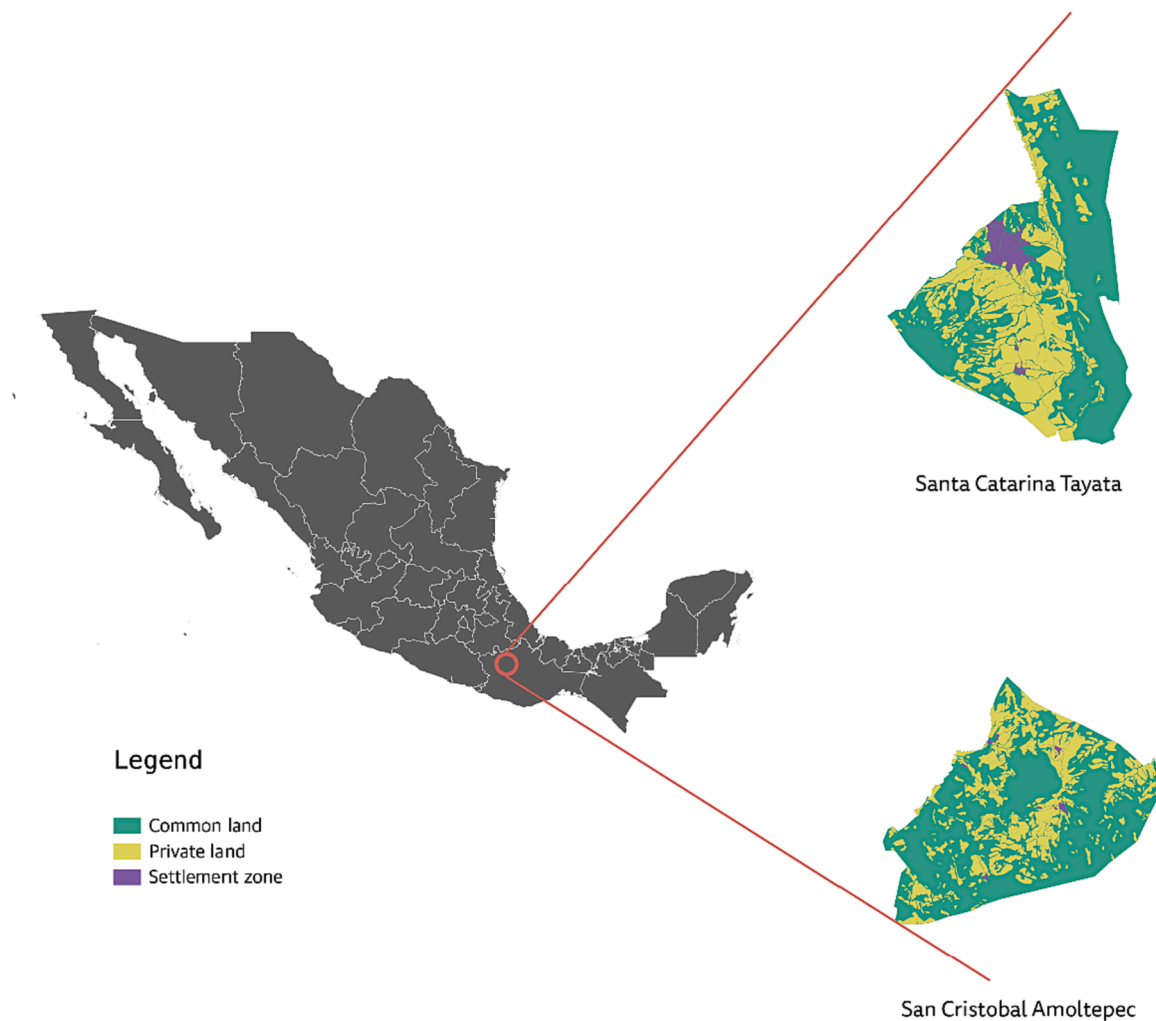 Santa Catarina Tayata
Legend
Common land
Private land
Settlement zone
San Cristobal Amoltepec